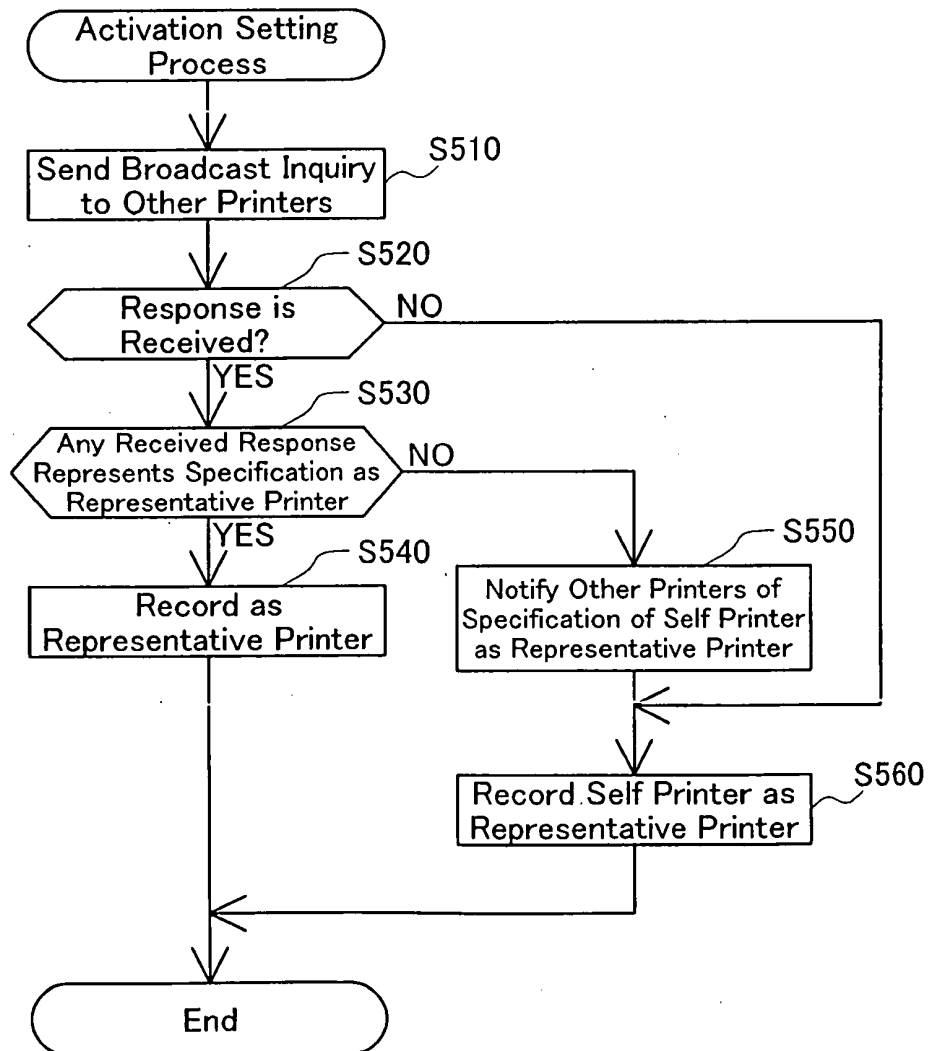 Activation Setting
Process
Send Broadcast Inquiry
to Other Printers
S510
Response is
Received?
S520
NO
YES
Any Received Response
Represents Specification as
Representative Printer
S530
NO
YES
Record as
Representative Printer
S540
Notify Other Printers of
Specification of Self Printer
as Representative Printer
S550
Record Self Printer as
Representative Printer
S560
End